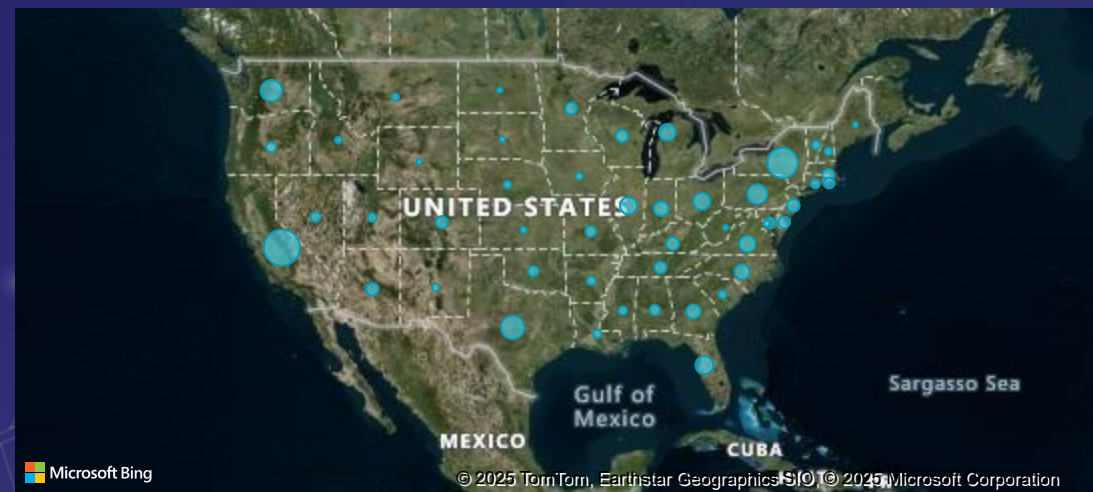 UNITED STATES
Gulf of
Mexico
Sargasso Sea
MEXICO
CUBA
Microsoft Bing
© 2025 TomTom, Earthstar Geographics SIO, © 2025 Microsoft Corporation